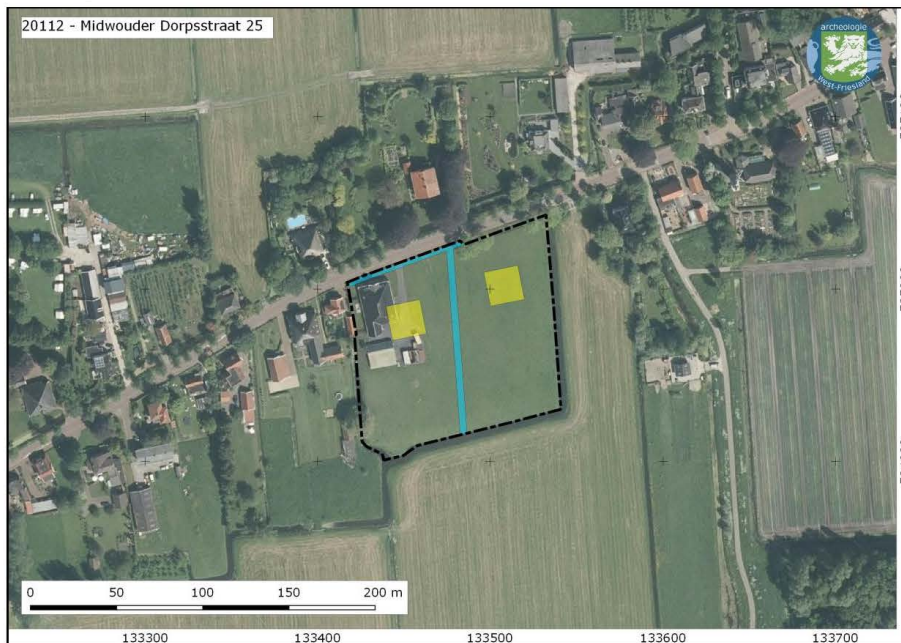 20112 - Midwouder Dorpsstraat 25
archeologie
West-Friesland
0 50 100 150 200 m
133300 133400 133500 133600 133700